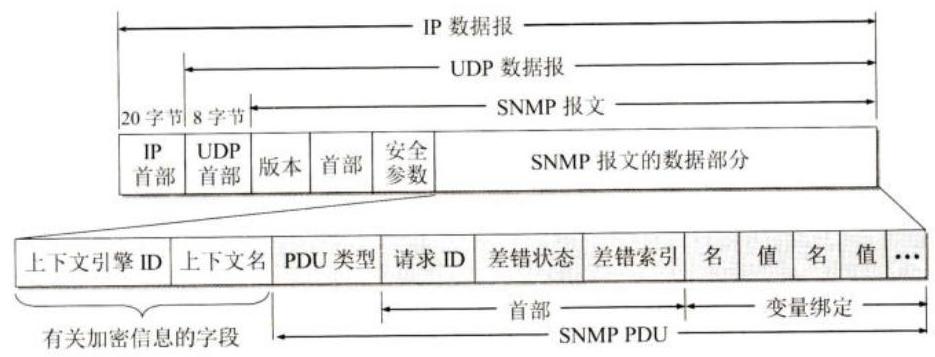 IP 数据报
UDP 数据报
SNMP 报文
20 字节 8 字节
IP 首部 UDP 首部 版本 首部 安全参数 SNMP 报文的数据部分
上下文引擎 ID 上下文名 PDU 类型 请求 ID 差错状态 差错索引 名 值 名 值 ...
首部 变量绑定
有关加密信息的字段 SNMP PDU